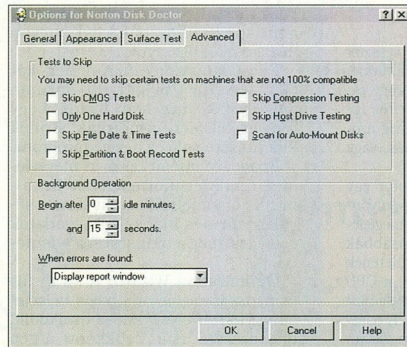 Options for Norton Disk Doctor
General Appearance Surface Test Advanced
Tests to Skip
You may need to skip certain tests on machines that are not 100% compatible
Skip CMOS Tests
Skip Compression Testing
Only One Hard Disk
Skip Host Drive Testing
Skip File Date & Time Tests
Scan for Auto-Mount Disks
Skip Partition & Boot Record Tests
Background Operation
Begin after 0 idle minutes,
and 15 seconds.
When errors are found:
Display report window
OK Cancel Help